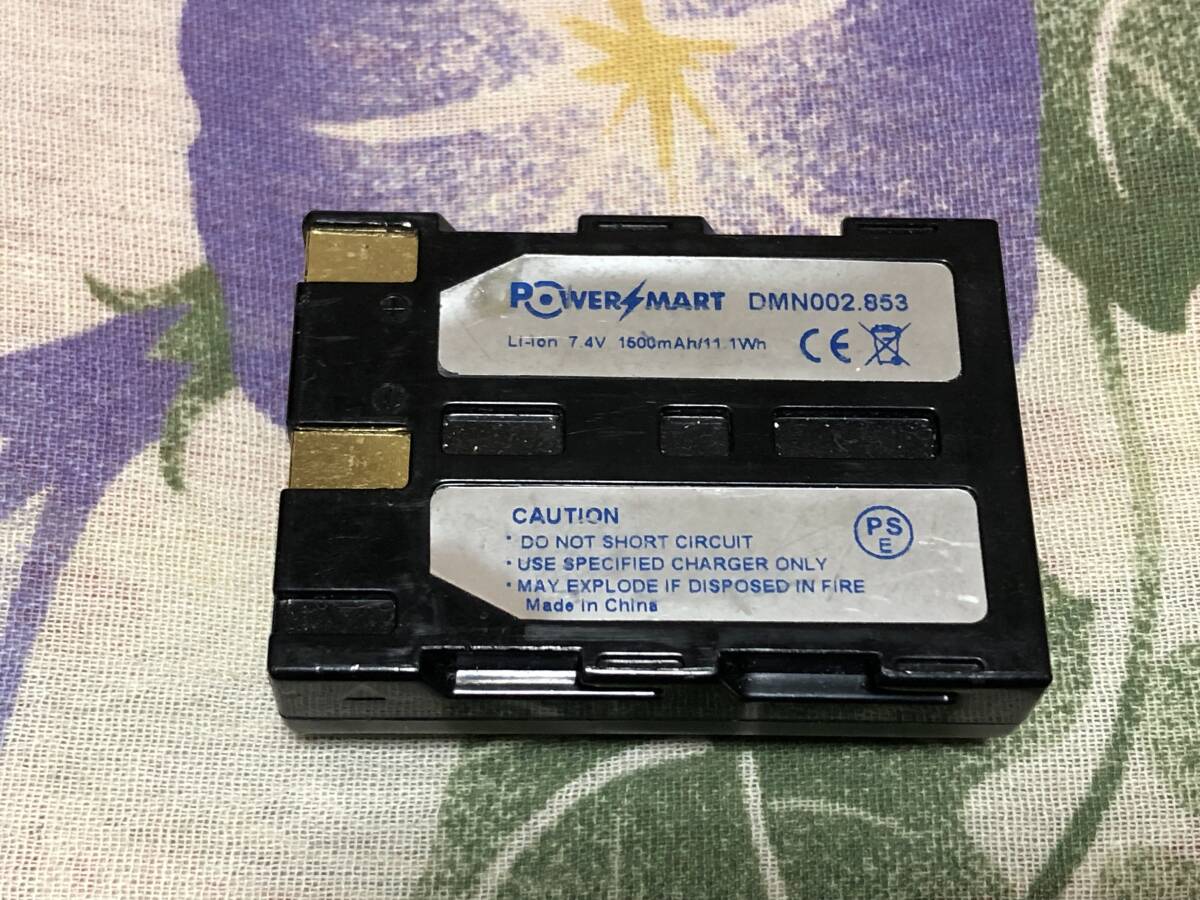 POWERSMART DMN002.853
Li-ion 7.4V 1500mAh/11.1Wh CE
CAUTION
· DO NOT SHORT CIRCUIT
· USE SPECIFIED CHARGER ONLY
· MAY EXPLODE IF DISPOSED IN FIRE
Made in China
PS
E